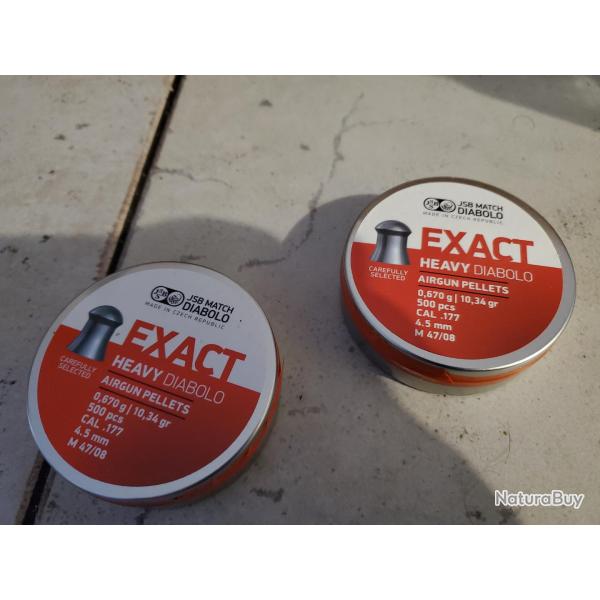 JSB MATCH
DIABOLO
MADE IN CZECH REPUBLIC
EXACT
HEAVY DIABOLO
AIRGUN PELLETS
CAREFULLY
SELECTED
0,670 g | 10,34 gr
500 pcs
CAL .177
4.5 mm
M 47/08
JSB MATCH
DIABOLO
MADE IN CZECH REPUBLIC
EXACT
HEAVY DIABOLO
AIRGUN PELLETS
CAREFULLY
SELECTED
0,670 g | 10,34 gr
500 pcs
CAL .177
4.5 mm
M 47/08
NaturaBuy